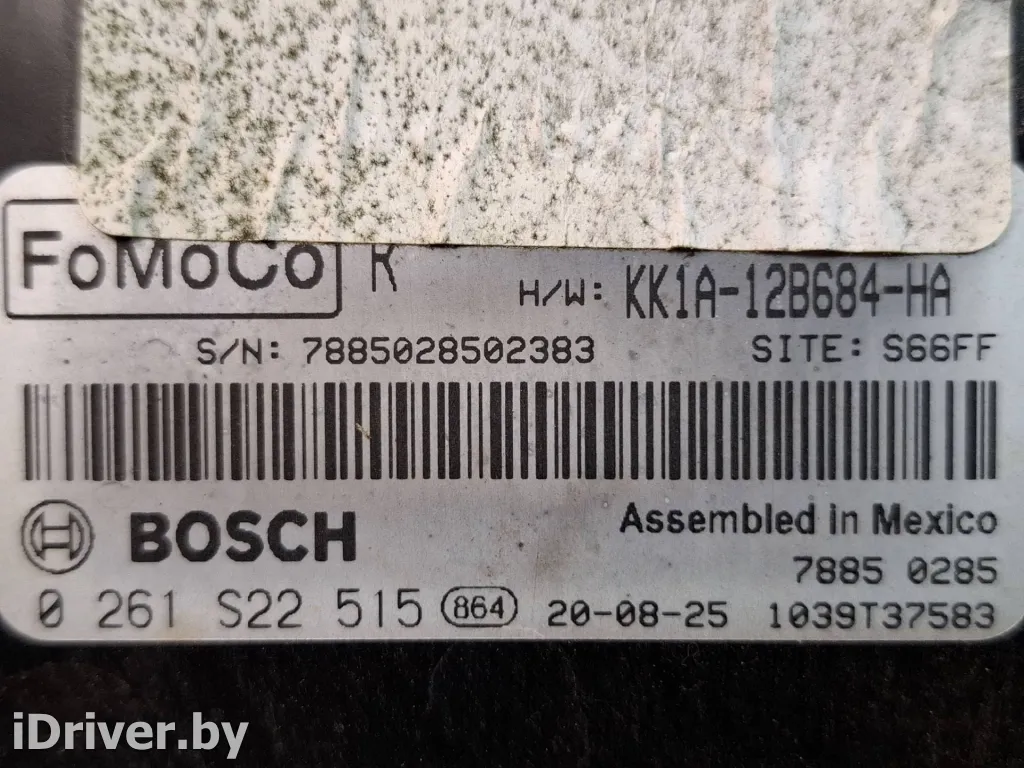 FoMoCo K H/W: KK1A-12B684-HA
S/N: 7885028502383 SITE: S66FF
BOSCH Assembled in Mexico
7885 0285
0 261 S22 515 864 20-08-25 1039T37583
iDriver.by